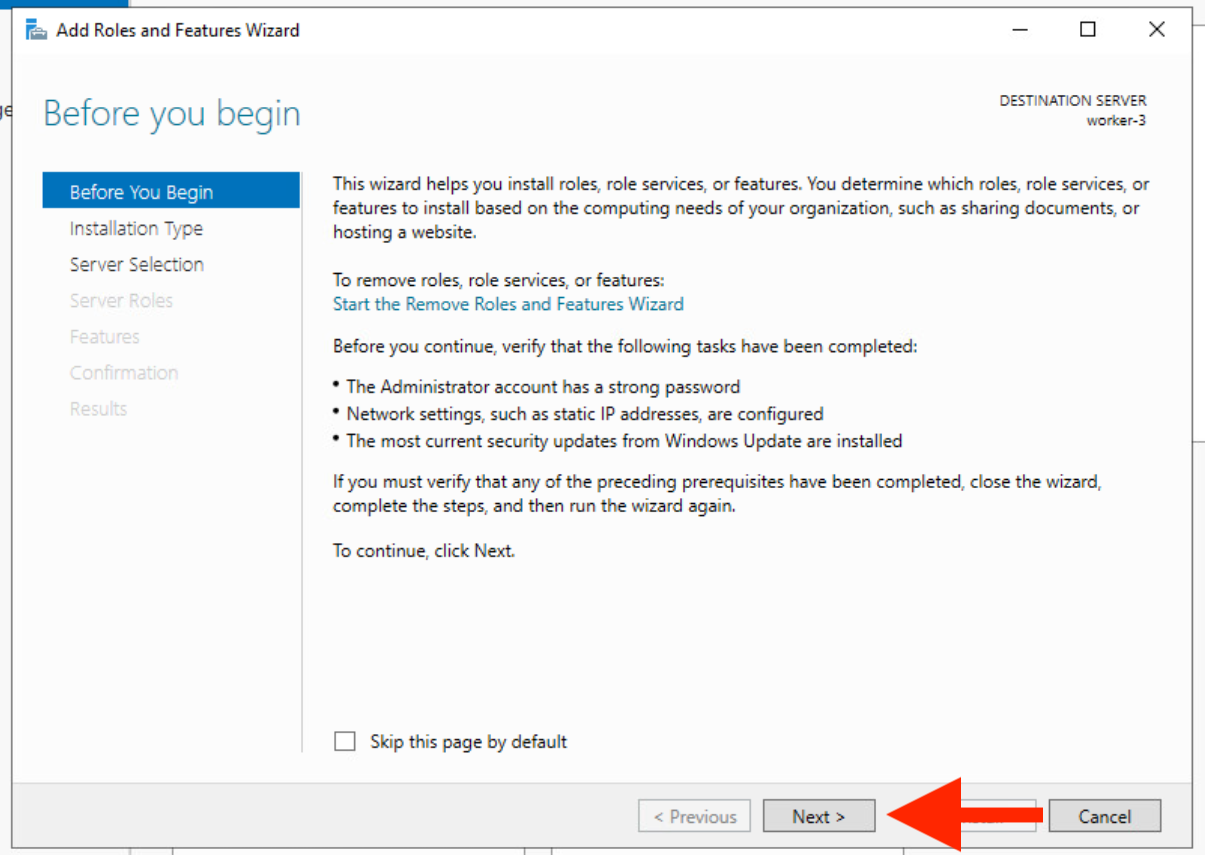 Add Roles and Features Wizard
Before you begin
DESTINATION SERVER
worker-3
Before You Begin
Installation Type
Server Selection
Server Roles
Features
Confirmation
Results
This wizard helps you install roles, role services, or features. You determine which roles, role services, or
features to install based on the computing needs of your organization, such as sharing documents, or
hosting a website.
To remove roles, role services, or features:
Start the Remove Roles and Features Wizard
Before you continue, verify that the following tasks have been completed:
• The Administrator account has a strong password
• Network settings, such as static IP addresses, are configured
• The most current security updates from Windows Update are installed
If you must verify that any of the preceding prerequisites have been completed, close the wizard,
complete the steps, and then run the wizard again.
To continue, click Next.
Skip this page by default
< Previous
Next >
Cancel